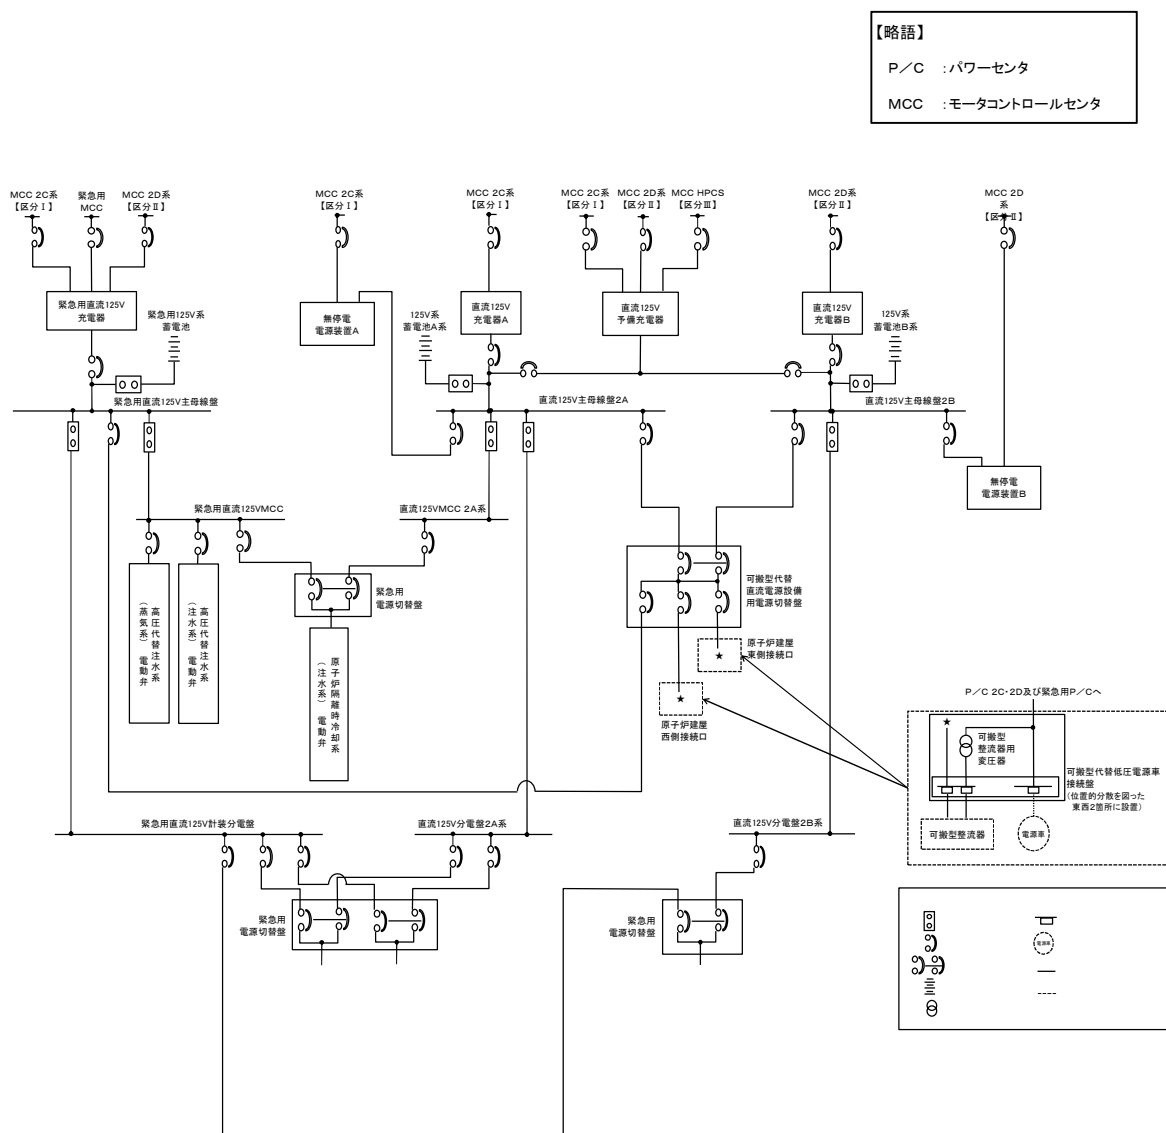 【略語】
P／C ：パワーセンタ
MCC ：モータコントロールセンタ
MCC 2C系
【区分Ⅰ】
緊急用
MCC
MCC 2D系
【区分Ⅱ】
MCC 2C系
【区分Ⅰ】
MCC 2C系
【区分Ⅰ】
MCC 2C系
【区分Ⅰ】
MCC 2D系
【区分Ⅱ】
MCC HPCS
【区分Ⅲ】
MCC 2D系
【区分Ⅱ】
MCC 2D
系
【区分Ⅱ】
緊急用直流125V
充電器
緊急用125V系
蓄電池
無停電
電源装置A
125V系
蓄電池A系
直流125V
充電器A
直流125V
予備充電器
直流125V
充電器B
125V系
蓄電池B系
緊急用直流125V主母線盤
直流125V主母線盤2A
直流125V主母線盤2B
無停電
電源装置B
緊急用直流125VMCC
直流125VMCC 2A系
高圧代替注水系
（蒸気系）電動弁
高圧代替注水系
（注水系）電動弁
緊急用
電源切替盤
原子炉隔離時冷却系
（注水系）電動弁
可搬型代替
直流電源設備
用電源切替盤
原子炉建屋
東側接続口
★
★
原子炉建屋
西側接続口
P／C 2C・2D及び緊急用P／Cへ
★
可搬型
整流器用
変圧器
可搬型代替低圧電源車
接続盤
（位置的分散を図った
東西2箇所に設置）
可搬型整流器
電源車
緊急用直流125V計装分電盤
直流125V分電盤2A系
直流125V分電盤2B系
緊急用
電源切替盤
緊急用
電源切替盤
電源車